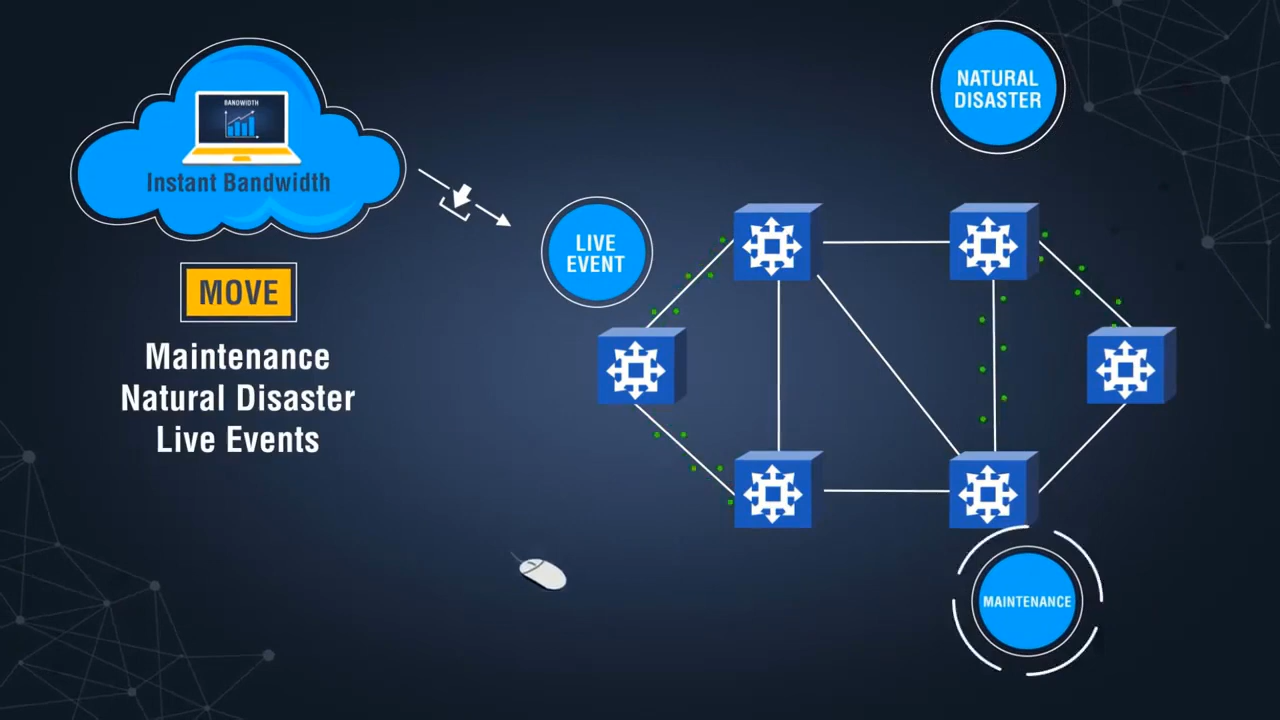 BANDWIDTH
Instant Bandwidth
MOVE
Maintenance
Natural Disaster
Live Events
LIVE
EVENT
NATURAL
DISASTER
MAINTENANCE